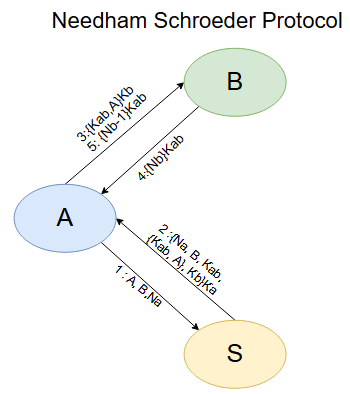 Needham Schroeder Protocol
B
3:{Kab,A}Kb
5: {Nb-1}Kab
4:{Nb}Kab
A
2 :{Na, B, Kab,
{Kab, A}, Kb}Ka
1 : A, B,Na
S